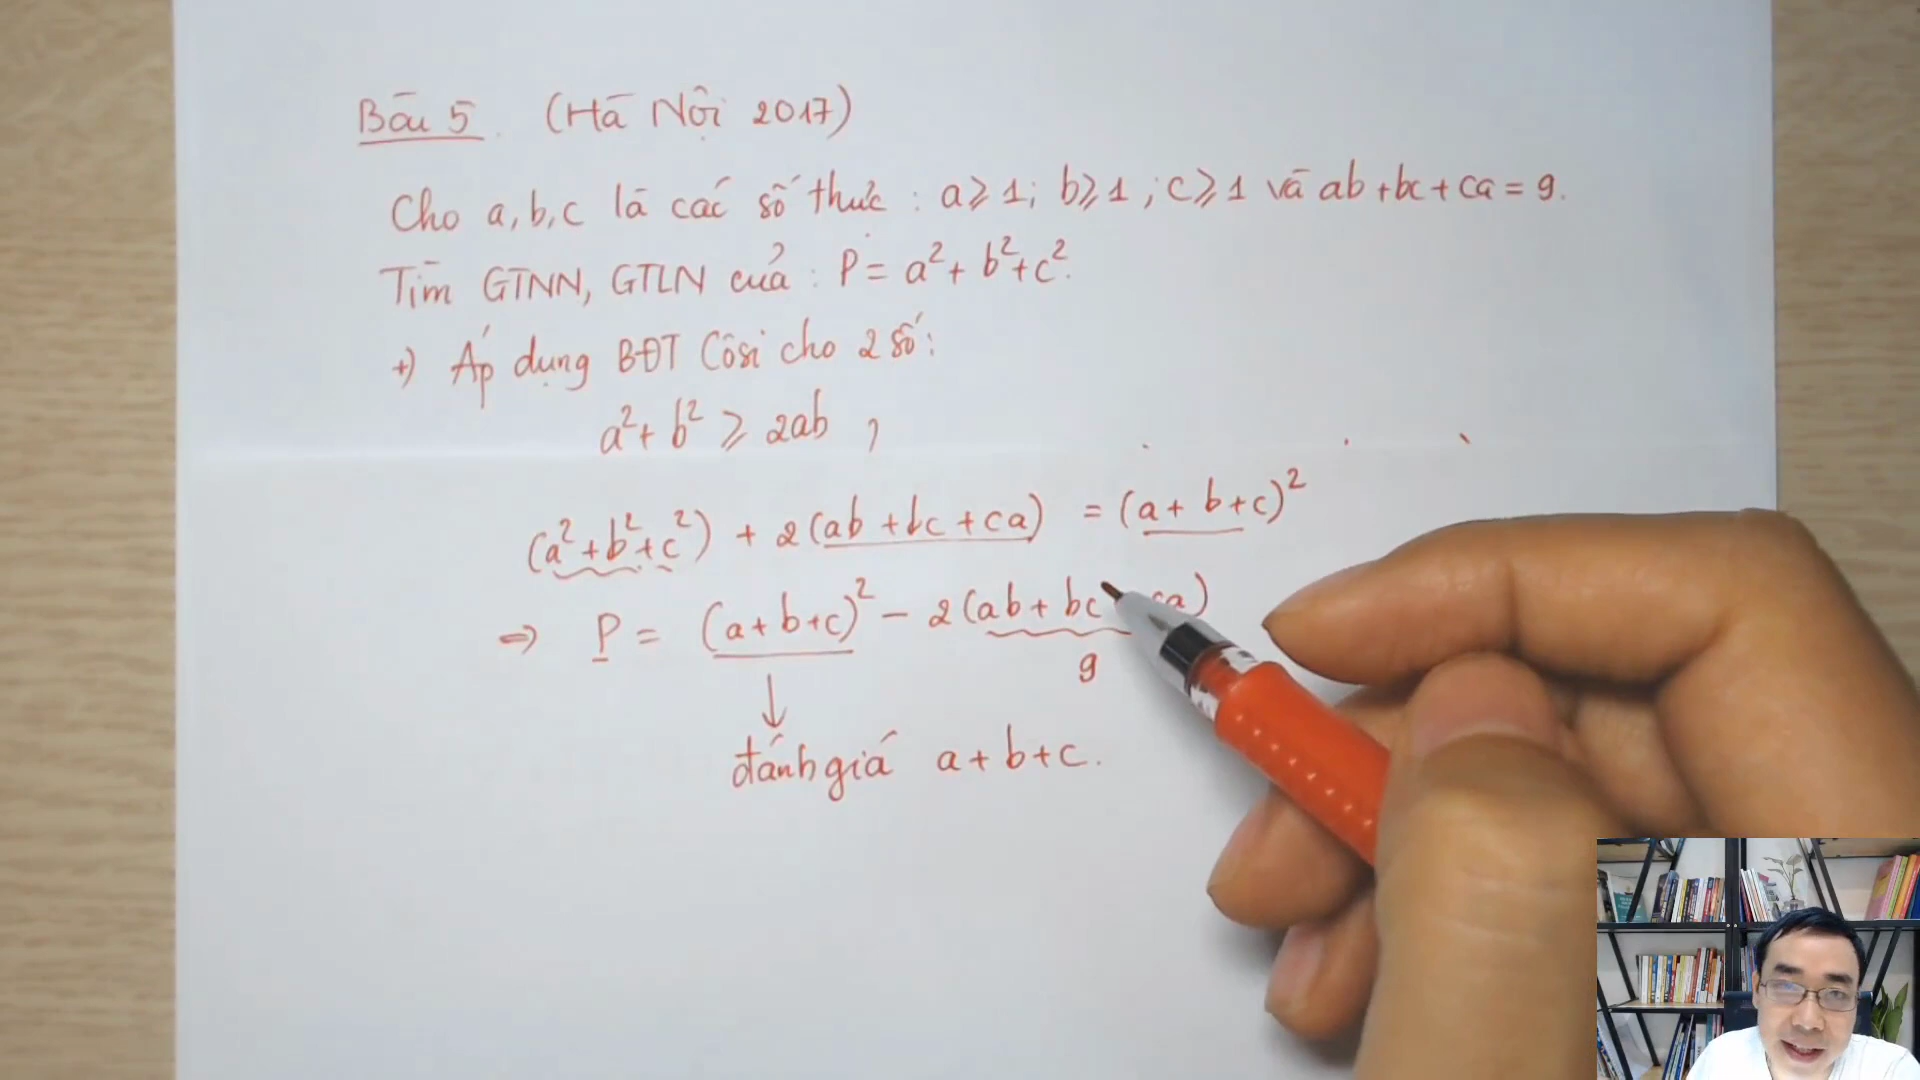 Bài 5. (Hà Nội 2017)
Cho a, b, c là các số thức : a ≥ 1; b ≥ 1; c ≥ 1 và ab + bc + ca = 9.
Tìm GTNN, GTLN của : P = a² + b² + c².
+) Áp dụng BĐT Côsi cho 2 số:
a² + b² ≥ 2ab ,
(a² + b² + c²) + 2(ab + bc + ca) = (a + b + c)²
⇒ P = (a + b + c)² − 2(ab + bc ca)
9
↓
đánh giá a + b + c.